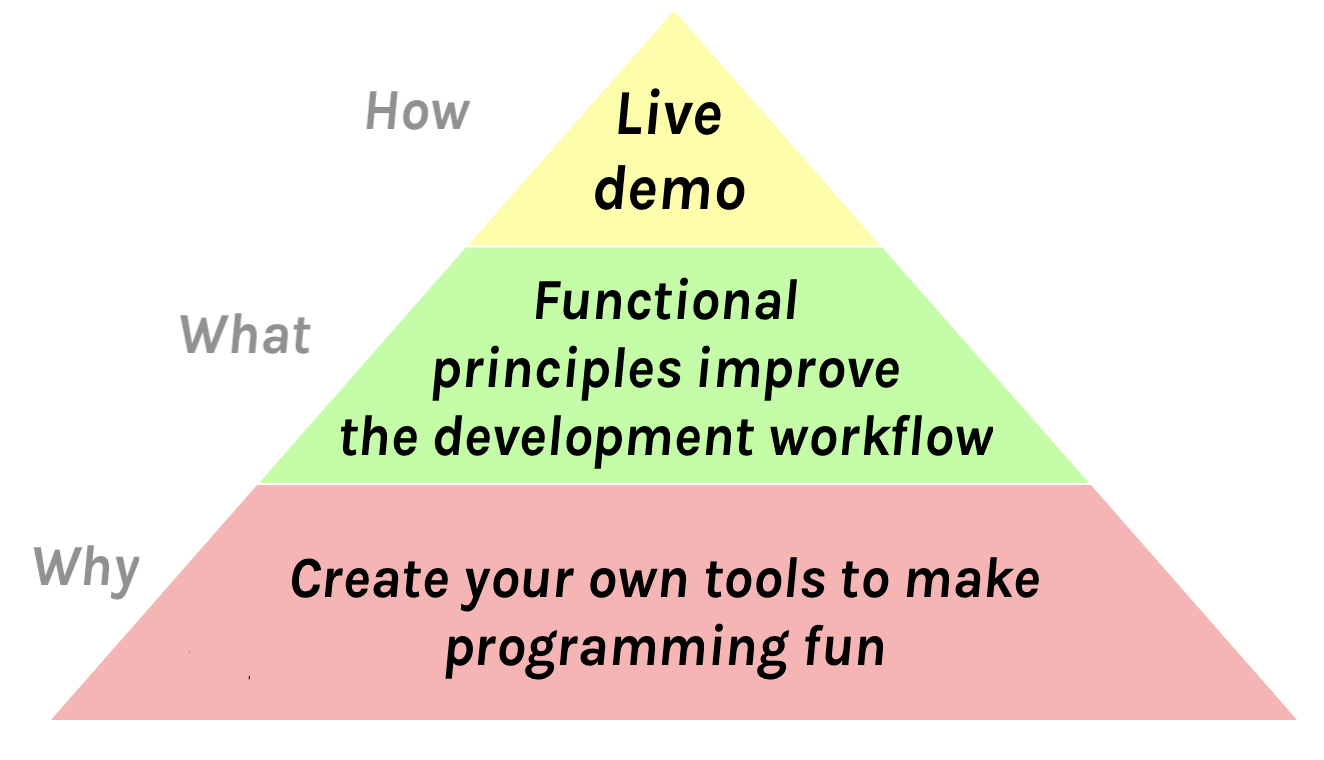 How
Live
demo
What
Functional
principles improve
the development workflow
Why
Create your own tools to make
programming fun